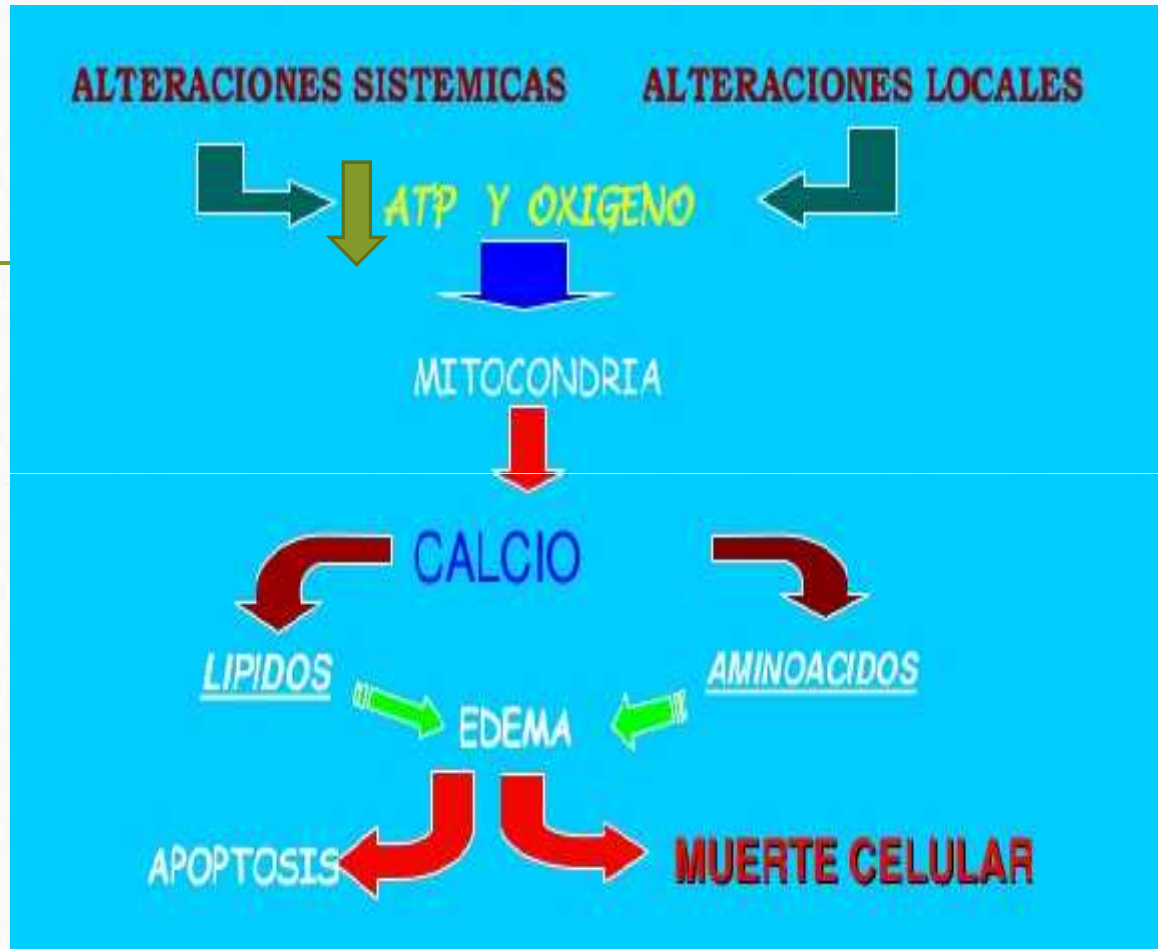 ALTERACIONES SISTEMICAS ALTERACIONES LOCALES
ATP Y OXIGENO
MITOCONDRIA
CALCIO
LIPIDOS AMINOACIDOS
EDEMA
APOPTOSIS MUERTE CELULAR